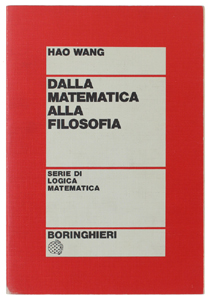 HAO WANG
DALLA
MATEMATICA
ALLA
FILOSOFIA
SERIE DI
LOGICA
MATEMATICA
BORINGHIERI